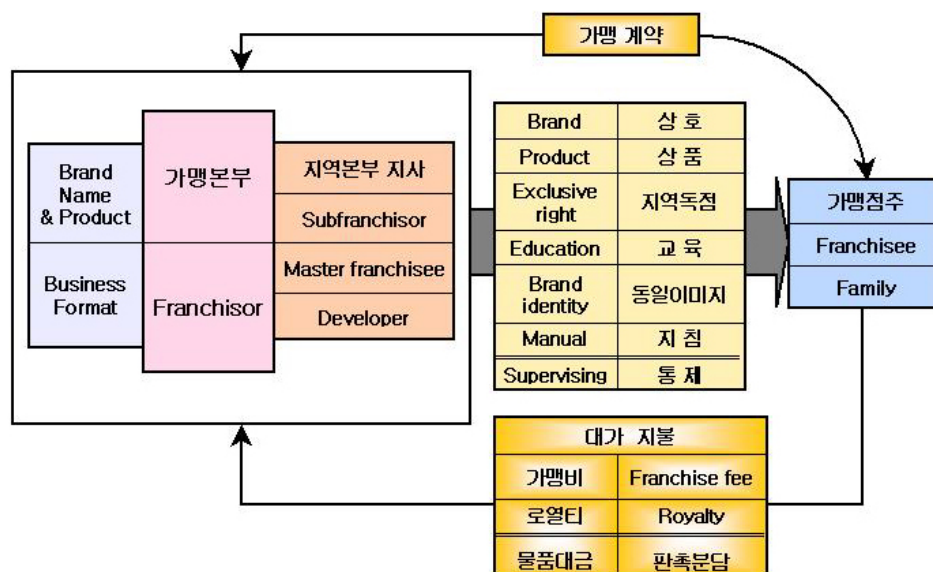 가맹 계약
Brand
Name
& Product
Business
Format
가맹본부
Franchisor
지역본부 지사
Subfranchisor
Master franchisee
Developer
Brand 상 호
Product 상 품
Exclusive
right
지역독점
Education 교 육
Brand
identity
동일이미지
Manual 지 침
Supervising 통 제
가맹점주
Franchisee
Family
대가 지불
가맹비 Franchise fee
로열티 Royalty
물품대금 판촉분담